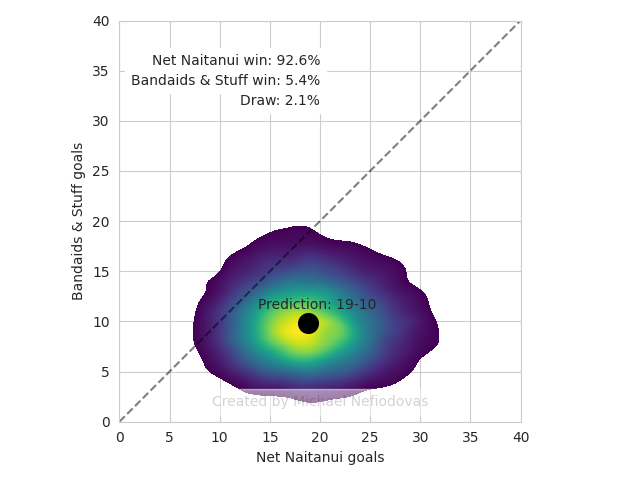 40
35
30
25
20
15
10
5
0
Bandaids & Stuff goals
Net Naitanui win: 92.6%
Bandaids & Stuff win: 5.4%
Draw: 2.1%
Prediction: 19-10
Created by Michael Nefiodovas
0 5 10 15 20 25 30 35 40
Net Naitanui goals